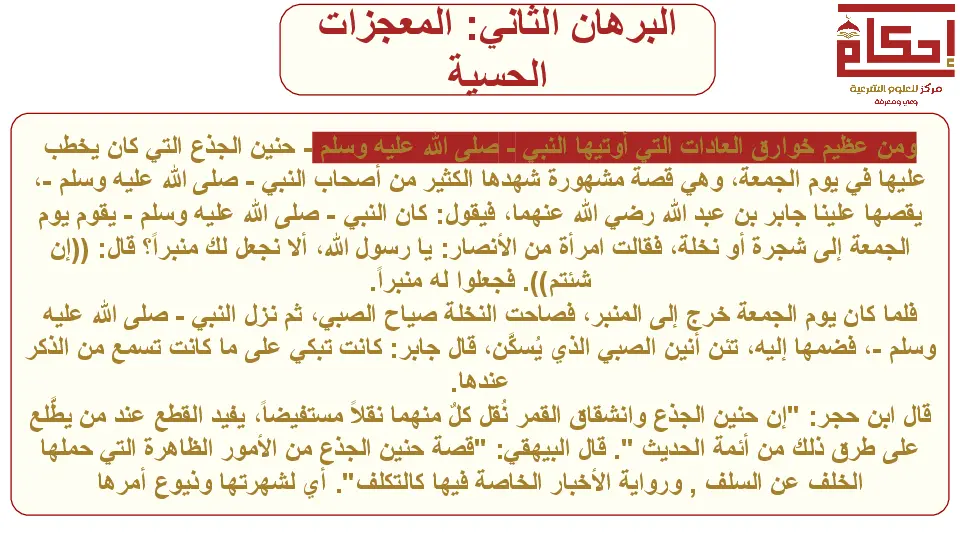 البرهان الثاني: المعجزات
الحسية
إحكام
مركز للعلوم الشرعية
وعي ومعرفة
ومن عظيم خوارق العادات التي أوتيها النبي - صلى الله عليه وسلم - حنين الجذع التي كان يخطب
عليها في يوم الجمعة، وهي قصة مشهورة شهدها الكثير من أصحاب النبي - صلى الله عليه وسلم -،
يقصها علينا جابر بن عبد الله رضي الله عنهما، فيقول: كان النبي - صلى الله عليه وسلم - يقوم يوم
الجمعة إلى شجرة أو نخلة، فقالت امرأة من الأنصار: يا رسول الله، ألا نجعل لك منبراً؟ قال: ((إن
شئتم)). فجعلوا له منبراً.
فلما كان يوم الجمعة خرج إلى المنبر، فصاحت النخلة صياح الصبي، ثم نزل النبي - صلى الله عليه
وسلم -، فضمها إليه، تئن أنين الصبي الذي يُسكَّن، قال جابر: كانت تبكي على ما كانت تسمع من الذكر
عندها.
قال ابن حجر: "إن حنين الجذع وانشقاق القمر نُقل كلٌ منهما نقلاً مستفيضاً، يفيد القطع عند من يطَّلع
على طرق ذلك من أئمة الحديث ". قال البيهقي: "قصة حنين الجذع من الأمور الظاهرة التي حملها
الخلف عن السلف , ورواية الأخبار الخاصة فيها كالتكلف". أي لشهرتها ونيوع أمرها